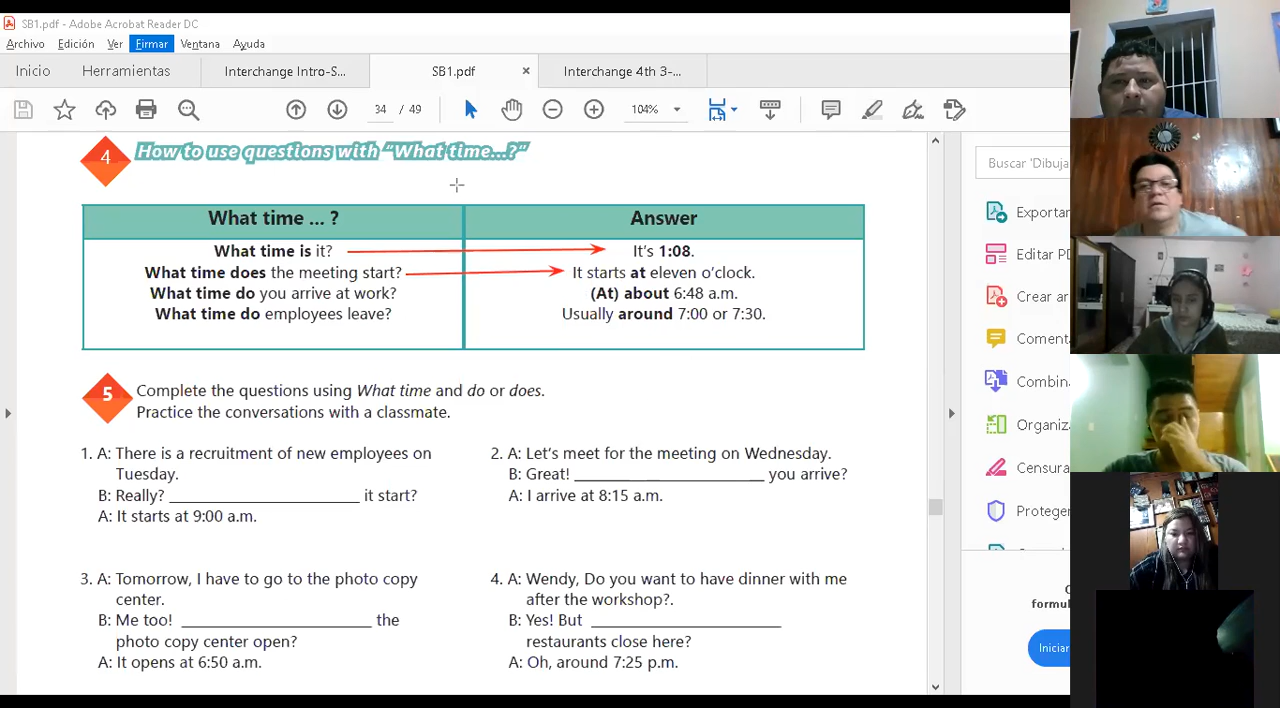 SB1.pdf - Adobe Acrobat Reader DC
Archivo Edición Ver Firmar Ventana Ayuda
Inicio Herramientas Interchange Intro-S... SB1.pdf × Interchange 4th 3-...
34 / 49 104%
4 How to use questions with “What time...?”
What time ... ? Answer
What time is it? It's 1:08.
What time does the meeting start? It starts at eleven o'clock.
What time do you arrive at work? (At) about 6:48 a.m.
What time do employees leave? Usually around 7:00 or 7:30.
5 Complete the questions using What time and do or does.
Practice the conversations with a classmate.
1. A: There is a recruitment of new employees on
Tuesday.
B: Really? ______________________ it start?
A: It starts at 9:00 a.m.
2. A: Let's meet for the meeting on Wednesday.
B: Great! ______________________ you arrive?
A: I arrive at 8:15 a.m.
3. A: Tomorrow, I have to go to the photo copy
center.
B: Me too! ______________________ the
photo copy center open?
A: It opens at 6:50 a.m.
4. A: Wendy, Do you want to have dinner with me
after the workshop?.
B: Yes! But ______________________
restaurants close here?
A: Oh, around 7:25 p.m.
Buscar 'Dibuja
Exportar
Editar PD
Crear ar
Comenta
Combina
Organiz
Censura
Proteger
formul
Iniciar